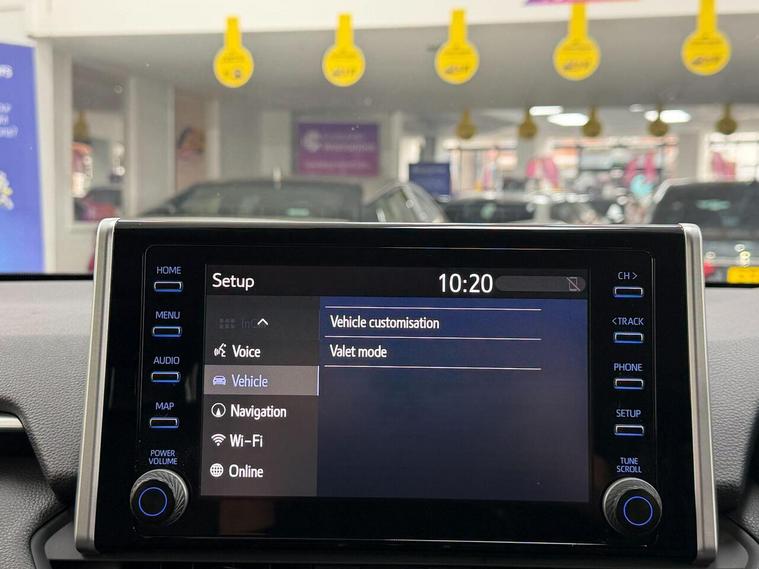 Setup
10:20
HOME
MENU
AUDIO
MAP
POWER
VOLUME
Voice
Vehicle
Navigation
Wi-Fi
Online
Vehicle customisation
Valet mode
CH >
< TRACK
PHONE
SETUP
TUNE
SCROLL